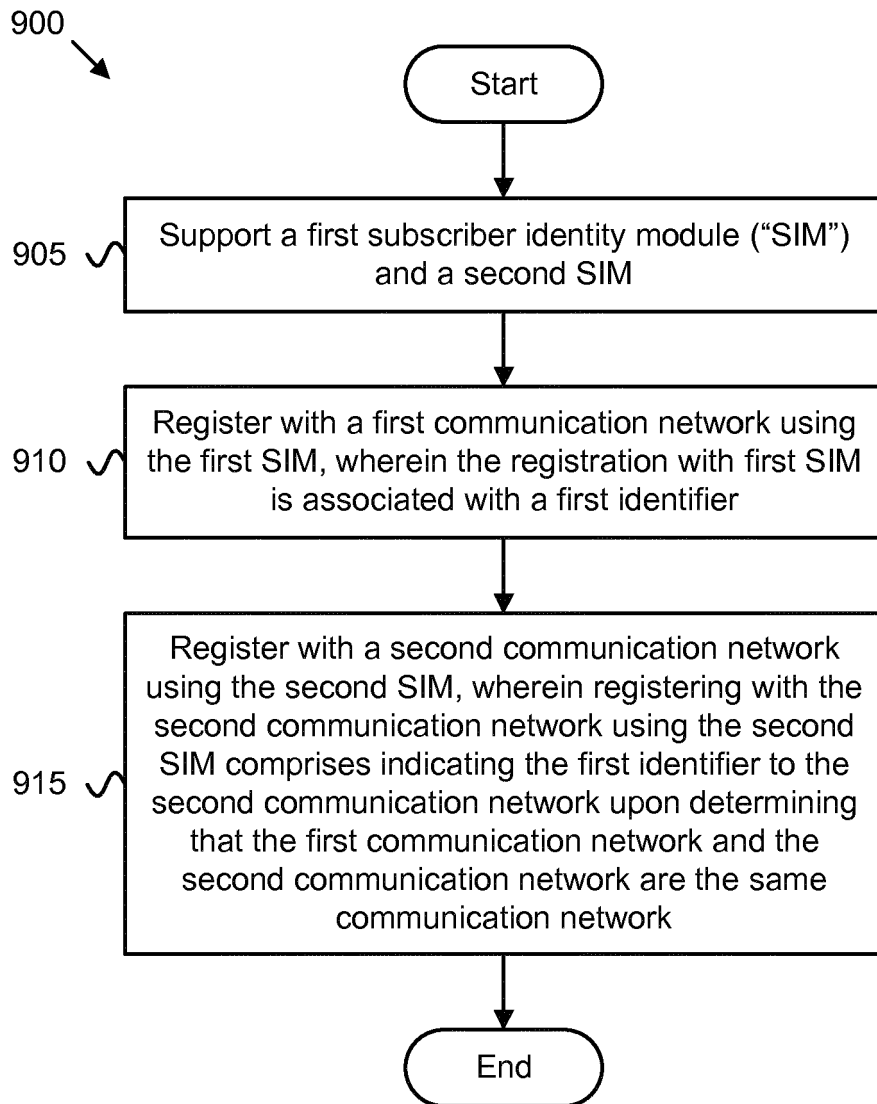 900
Start
905
Support a first subscriber identity module (“SIM”)
and a second SIM
910
Register with a first communication network using
the first SIM, wherein the registration with first SIM
is associated with a first identifier
915
Register with a second communication network
using the second SIM, wherein registering with the
second communication network using the second
SIM comprises indicating the first identifier to the
second communication network upon determining
that the first communication network and the
second communication network are the same
communication network
End